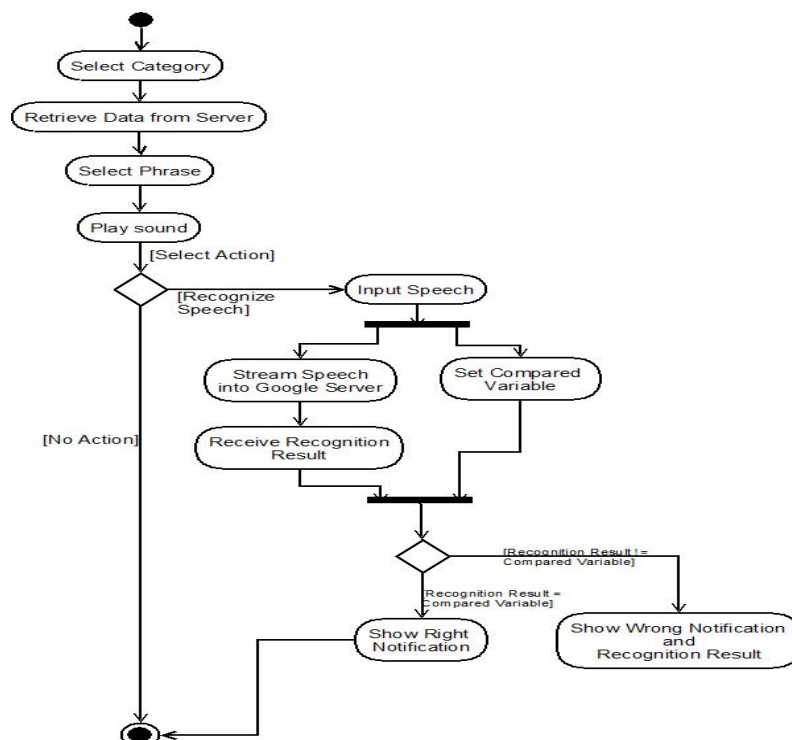 Select Category
Retrieve Data from Server
Select Phrase
Play sound
[Select Action]
[Recognize
Speech]
Input Speech
Stream Speech
into Google Server
Set Compared
Variable
[No Action]
Receive Recognition
Result
[Recognition Result !=
Compared Variable]
[Recognition Result =
Compared Variable]
Show Right
Notification
Show Wrong Notification
and
Recognition Result